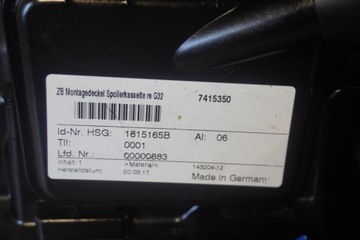 ZB Montagedeckel Spoilerkassette re G32 7415350
Id-Nr. HSG: 1815165B AI: 06
Til: 0001
Lfd. Nr.: 00000883
Inhalt: 1 >Material< 143204-12
Herstelldatum: 20.03.17 Made in Germany